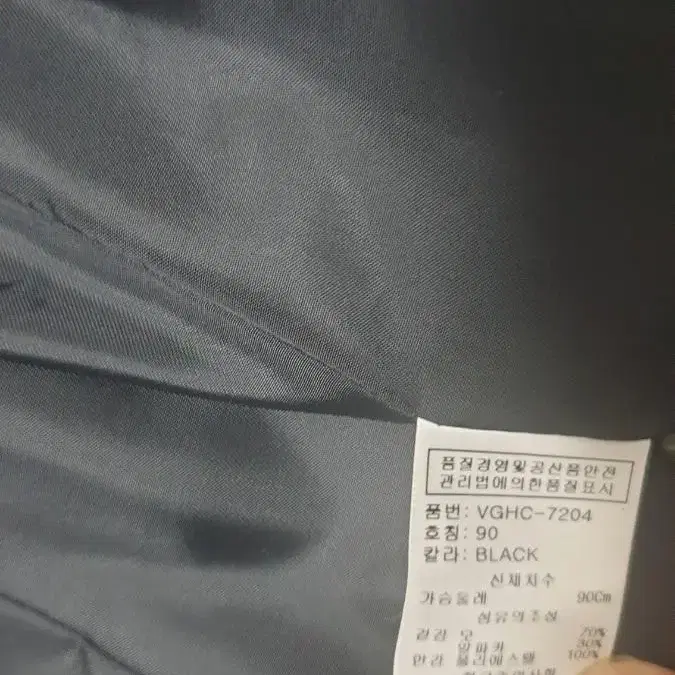 품질경영및공산품안전
관리법에의한품질표시
품번: VGHC-7204
호칭: 90
칼라: BLACK
신체치수
가슴둘레 90Cm
섬유의조성
겉감 모 70%
알파카 30%
안감 폴리에스텔 100%